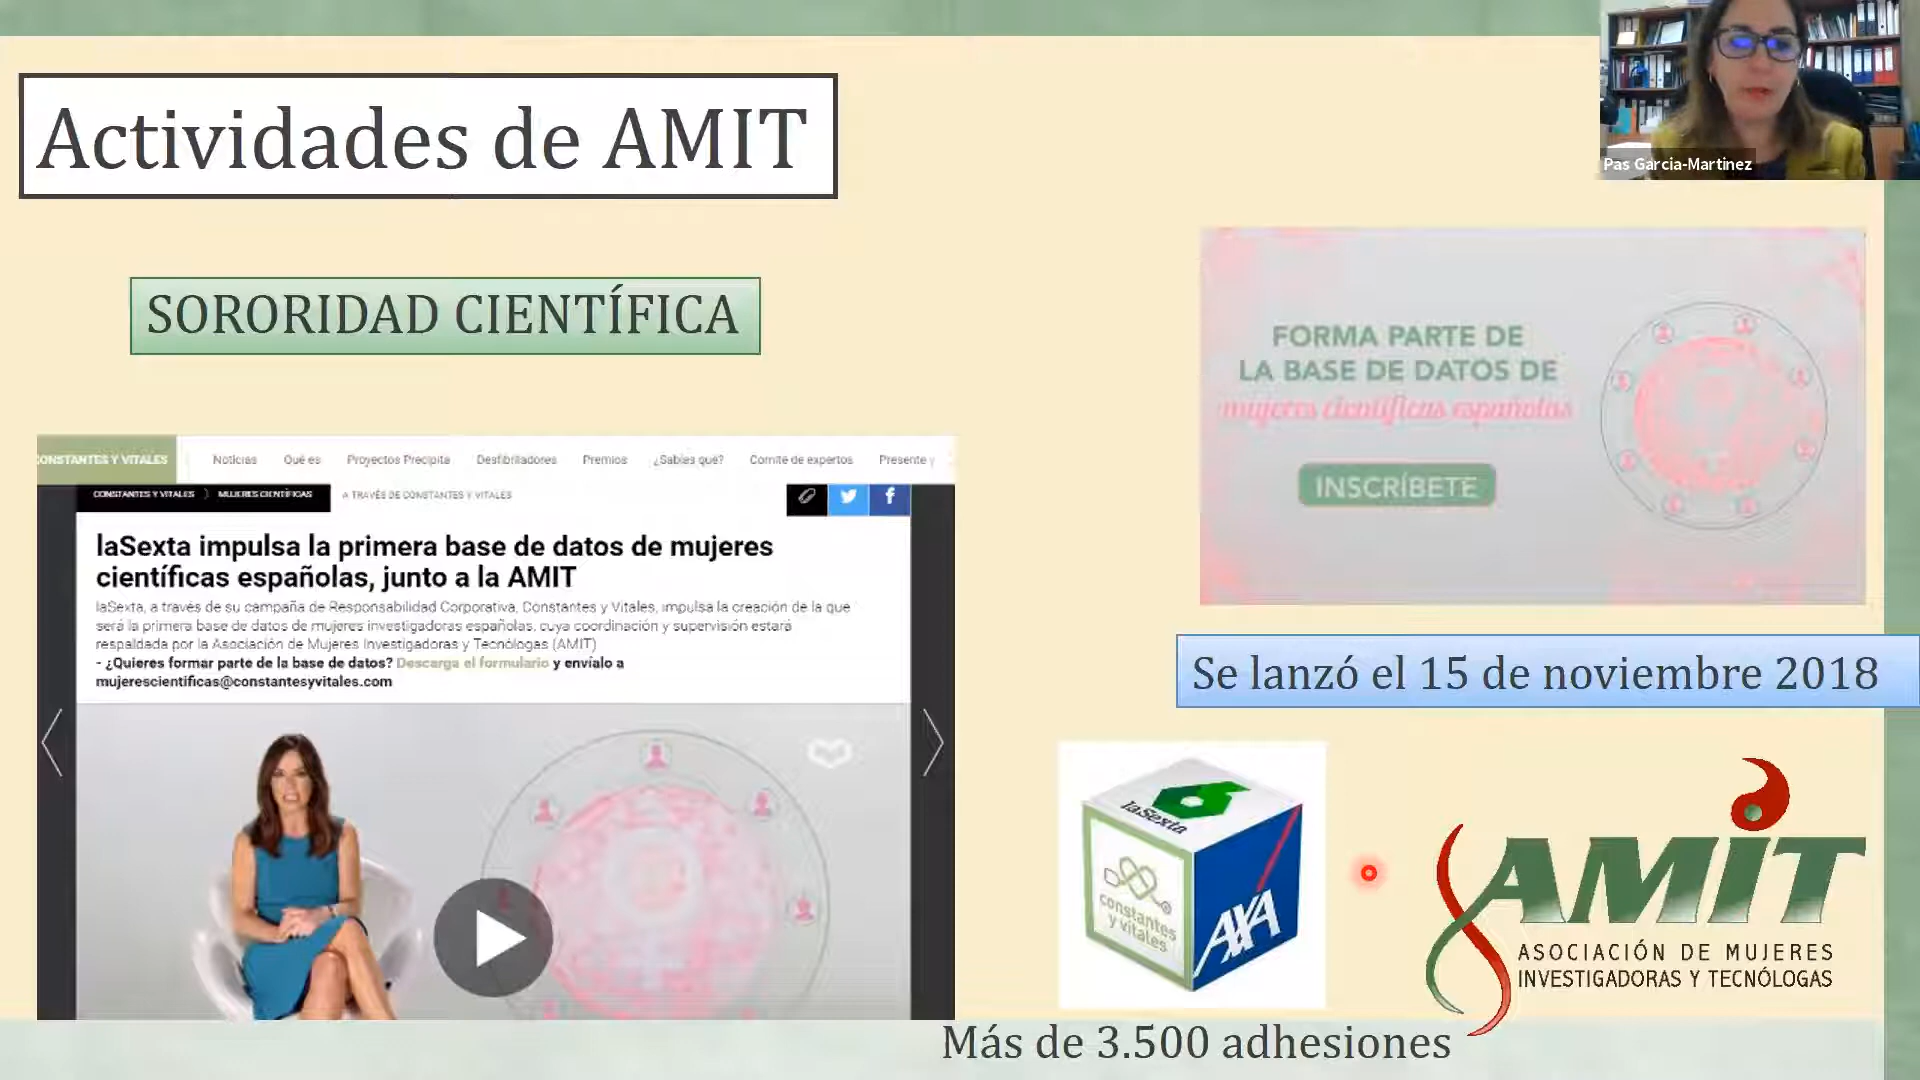 Actividades de AMIT
Pas Garcia-Martinez
SORORIDAD CIENTÍFICA
FORMA PARTE DE
LA BASE DE DATOS DE
mujeres científicas españolas
INSCRÍBETE
CONSTANTES Y VITALES
Noticias Qué es Proyectos Precipita Desfibriladores Premios ¿Sabías qué? Comité de expertos Presente y
CONSTANTES Y VITALES MUJERES CIENTÍFICAS A TRAVÉS DE CONSTANTES Y VITALES
laSexta impulsa la primera base de datos de mujeres
científicas españolas, junto a la AMIT
laSexta, a través de su campaña de Responsabilidad Corporativa, Constantes y Vitales, impulsa la creación de la que
será la primera base de datos de mujeres investigadoras españolas, cuya coordinación y supervisión estará
respaldada por la Asociación de Mujeres Investigadoras y Tecnólogas (AMIT)
- ¿Quieres formar parte de la base de datos? Descarga el formulario y envíalo a
mujerescientificas@constantesyvitales.com
Se lanzó el 15 de noviembre 2018
laSexta
constantes
y vitales
AXA
AMIT
ASOCIACIÓN DE MUJERES
INVESTIGADORAS Y TECNÓLOGAS
Más de 3.500 adhesiones